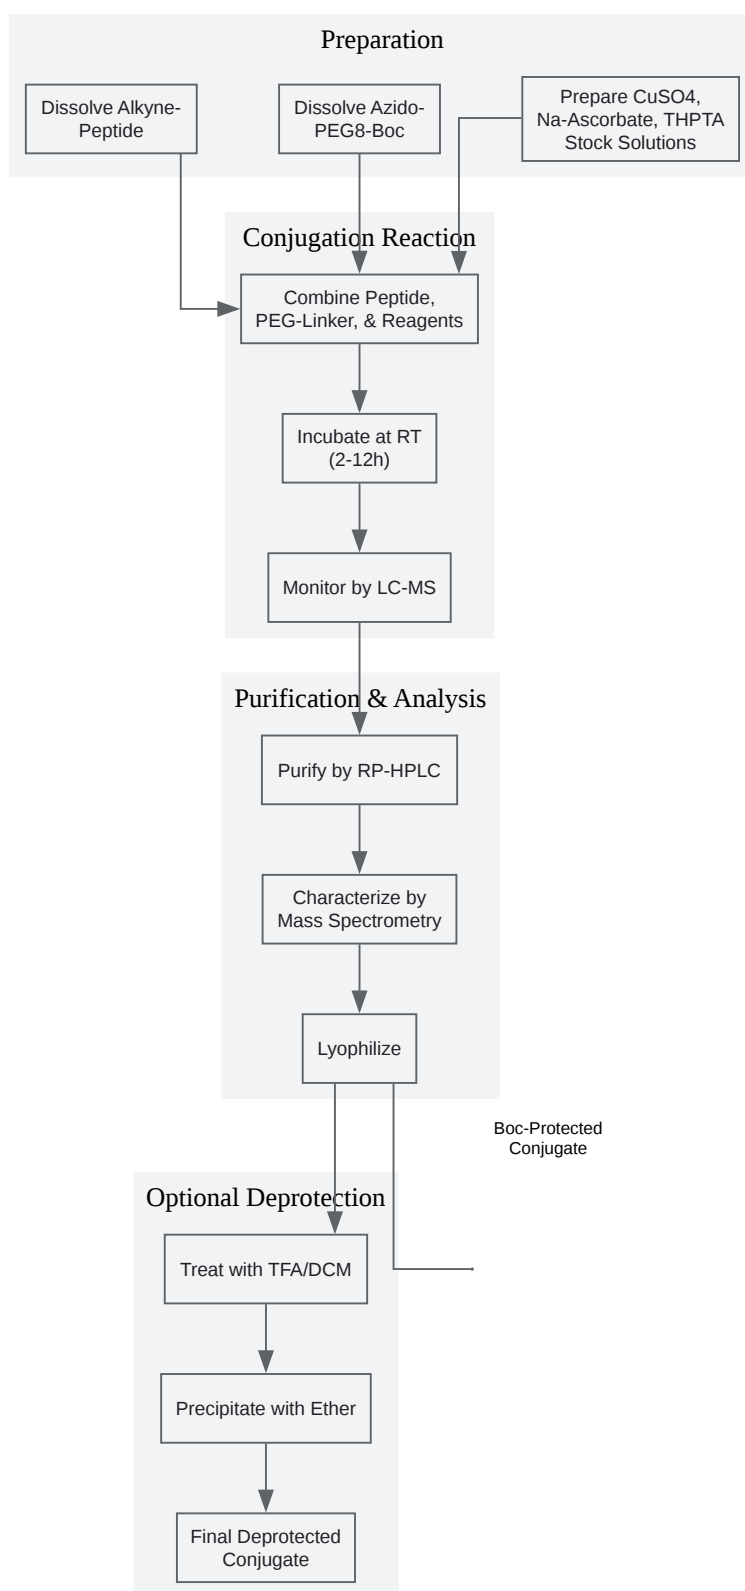 Preparation
Dissolve Alkyne-
Peptide
Dissolve Azido-
PEG8-Boc
Prepare CuSO4,
Na-Ascorbate, THPTA
Stock Solutions
Conjugation Reaction
Combine Peptide,
PEG-Linker, & Reagents
Incubate at RT
(2-12h)
Monitor by LC-MS
Purification & Analysis
Purify by RP-HPLC
Characterize by
Mass Spectrometry
Lyophilize
Boc-Protected
Conjugate
Optional Deprotection
Treat with TFA/DCM
Precipitate with Ether
Final Deprotected
Conjugate